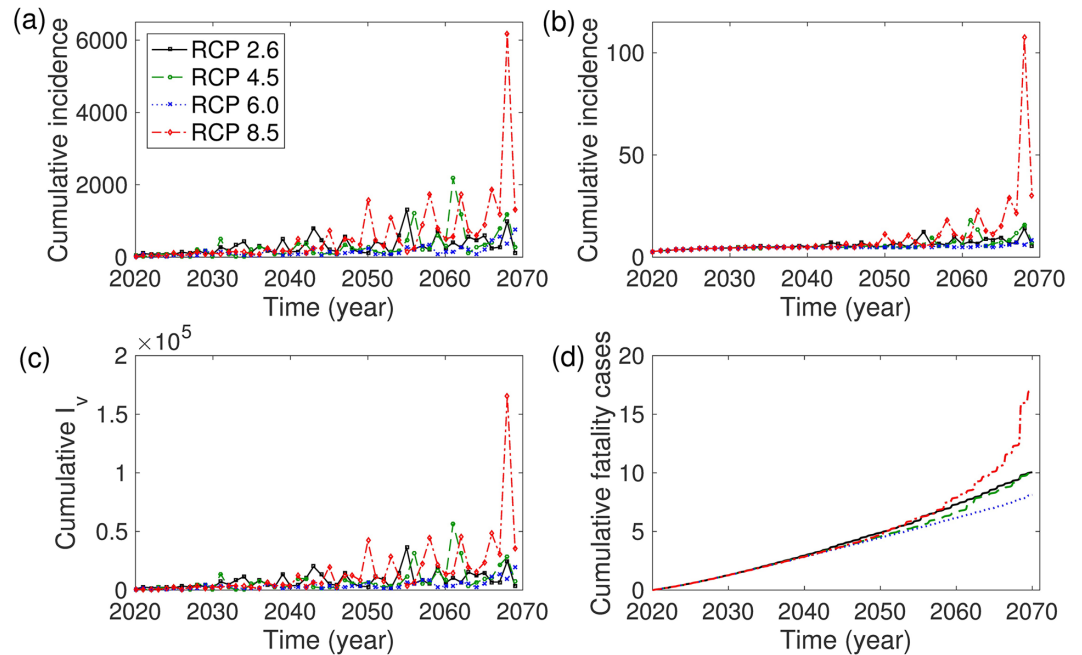 (a)
Cumulative incidence
6000
4000
2000
0
RCP 2.6
RCP 4.5
RCP 6.0
RCP 8.5
2020 2030 2040 2050 2060 2070
Time (year)
(b)
Cumulative incidence
100
50
0
2020 2030 2040 2050 2060 2070
Time (year)
(c)
× 10⁵
Cumulative Iᵥ
2
1.5
1
0.5
0
2020 2030 2040 2050 2060 2070
Time (year)
(d)
Cumulative fatality cases
20
15
10
5
0
2020 2030 2040 2050 2060 2070
Time (year)